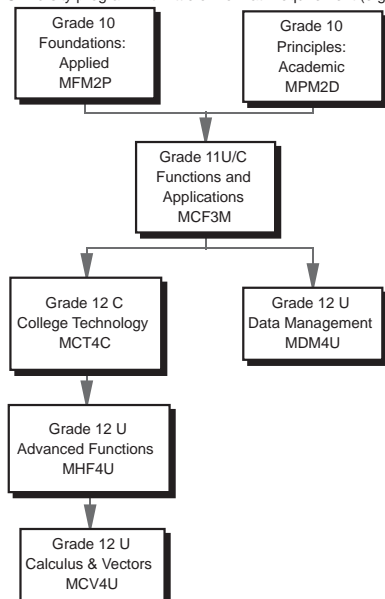 Grade 10
Foundations:
Applied
MFM2P
Grade 10
Principles:
Academic
MPM2D
Grade 11U/C
Functions and
Applications
MCF3M
Grade 12 C
College Technology
MCT4C
Grade 12 U
Data Management
MDM4U
Grade 12 U
Advanced Functions
MHF4U
Grade 12 U
Calculus & Vectors
MCV4U